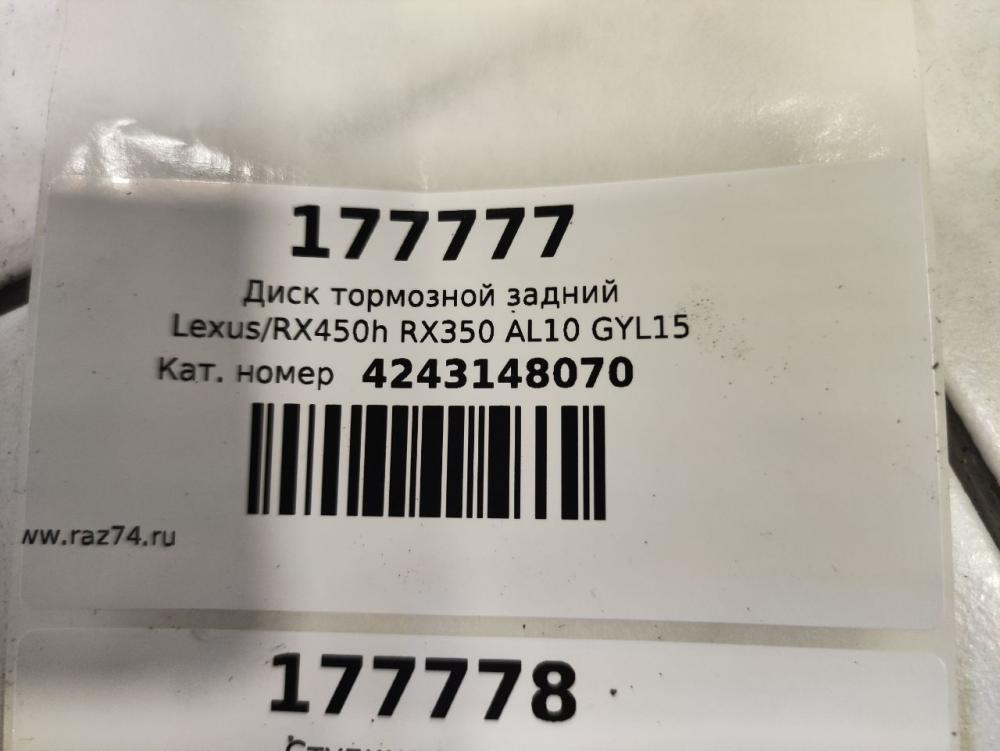 177777
Диск тормозной задний
Lexus/RX450h RX350 AL10 GYL15
Кат. номер 4243148070
ww.raz74.ru
177778